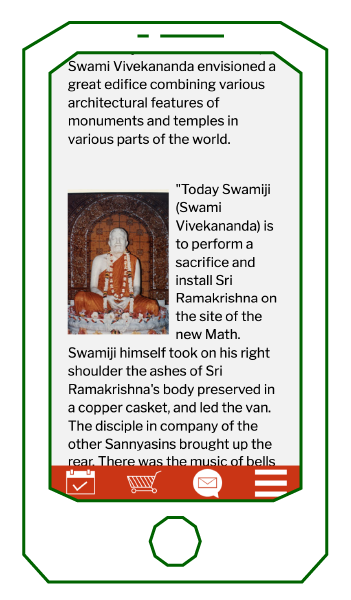 Swami Vivekananda envisioned a
great edifice combining various
architectural features of
monuments and temples in
various parts of the world.
"Today Swamiji
(Swami
Vivekananda) is
to perform a
sacrifice and
install Sri
Ramakrishna on
the site of the
new Math.
Swamiji himself took on his right
shoulder the ashes of Sri
Ramakrishna's body preserved in
a copper casket, and led the van.
The disciple in company of the
other Sannyasins brought up the
rear. There was the music of bells